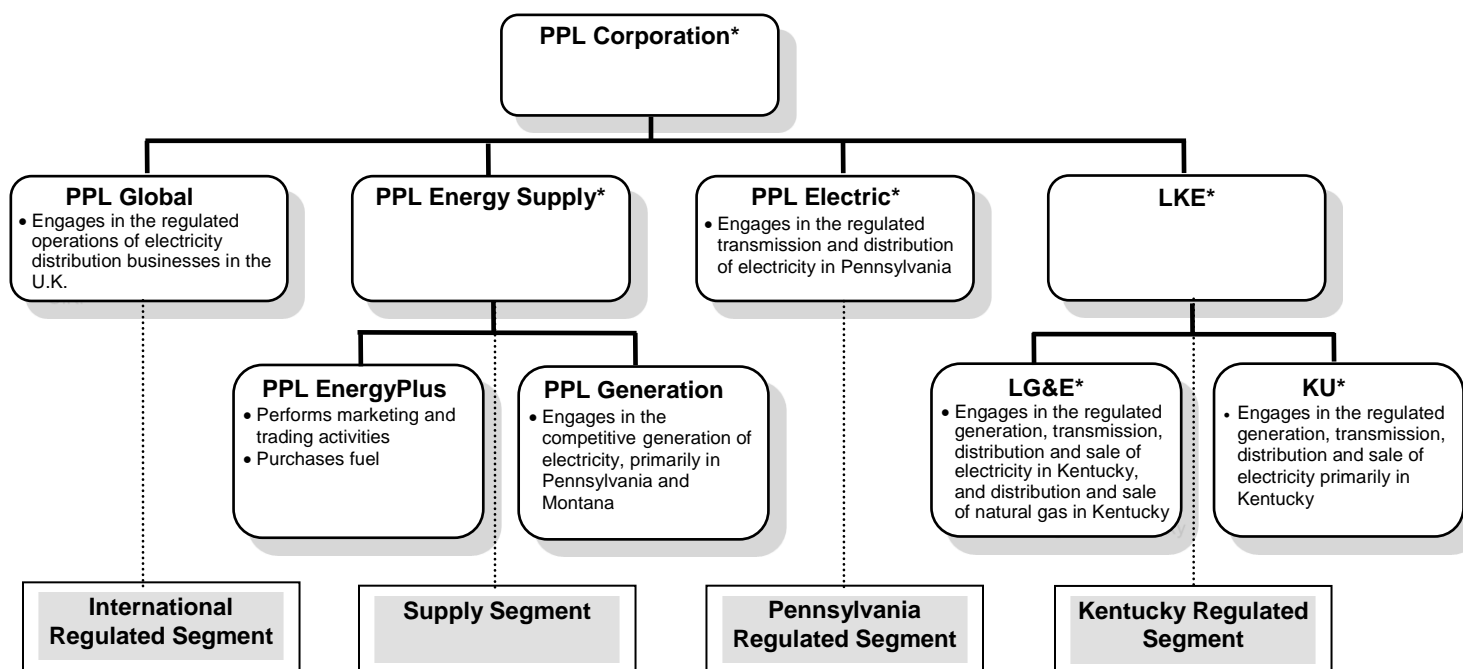 PPL Corporation*
PPL Global
• Engages in the regulated
operations of electricity
distribution businesses in the
U.K.
PPL Energy Supply*
PPL Electric*
• Engages in the regulated
transmission and distribution
of electricity in Pennsylvania
LKE*
PPL EnergyPlus
• Performs marketing and
trading activities
• Purchases fuel
PPL Generation
• Engages in the
competitive generation of
electricity, primarily in
Pennsylvania and
Montana
LG&E*
• Engages in the regulated
generation, transmission,
distribution and sale of
electricity in Kentucky,
and distribution and sale
of natural gas in Kentucky
KU*
• Engages in the regulated
generation, transmission,
distribution and sale of
electricity primarily in
Kentucky
International
Regulated Segment
Supply Segment
Pennsylvania
Regulated Segment
Kentucky Regulated
Segment